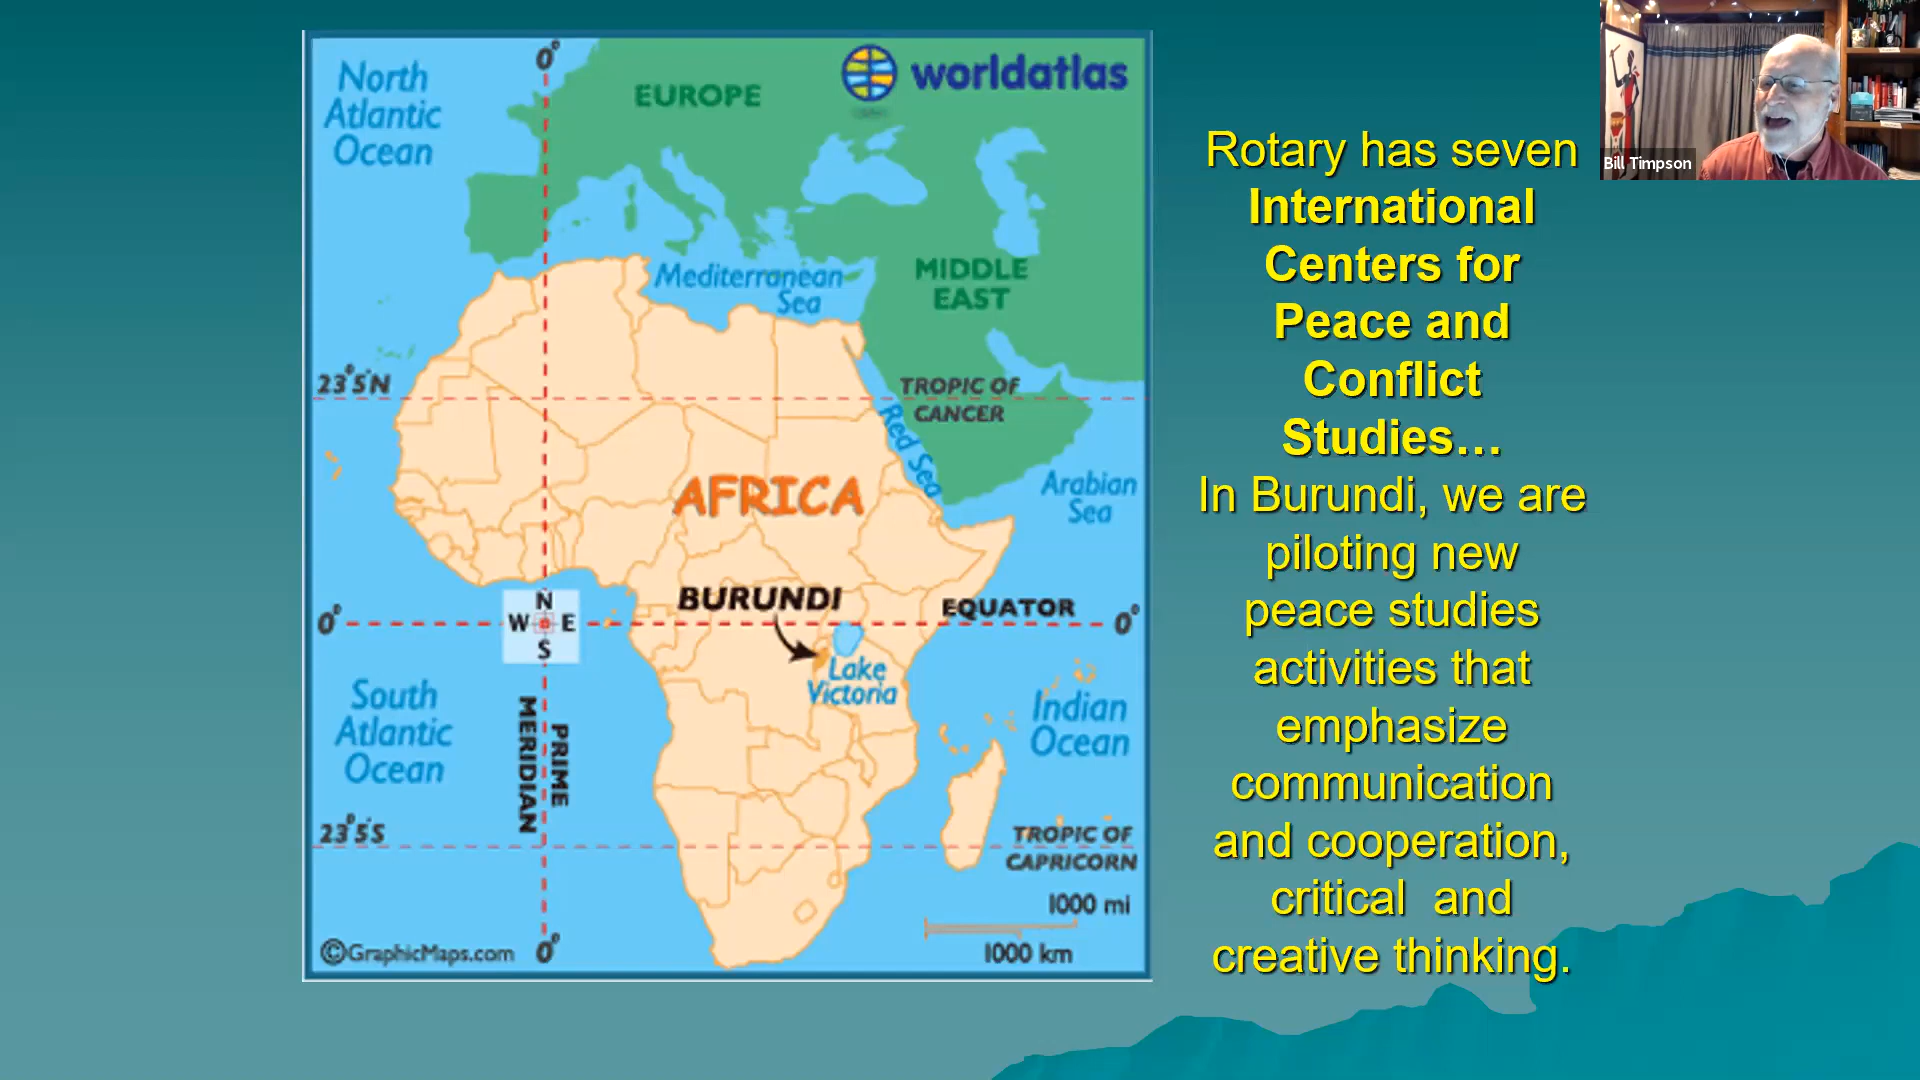 0°
North
Atlantic
Ocean
EUROPE
worldatlas
Mediterranean
Sea
MIDDLE
EAST
23°5'N
TROPIC OF
CANCER
Red Sea
Arabian
Sea
AFRICA
BURUNDI
EQUATOR
0°
0°
N
W E
S
Lake
Victoria
South
Atlantic
Ocean
PRIME
MERIDIAN
Indian
Ocean
23°5'S
TROPIC OF
CAPRICORN
1000 mi
1000 km
©GraphicMaps.com
0°
Rotary has seven
International
Centers for
Peace and
Conflict
Studies…
In Burundi, we are
piloting new
peace studies
activities that
emphasize
communication
and cooperation,
critical and
creative thinking.
Bill Timpson